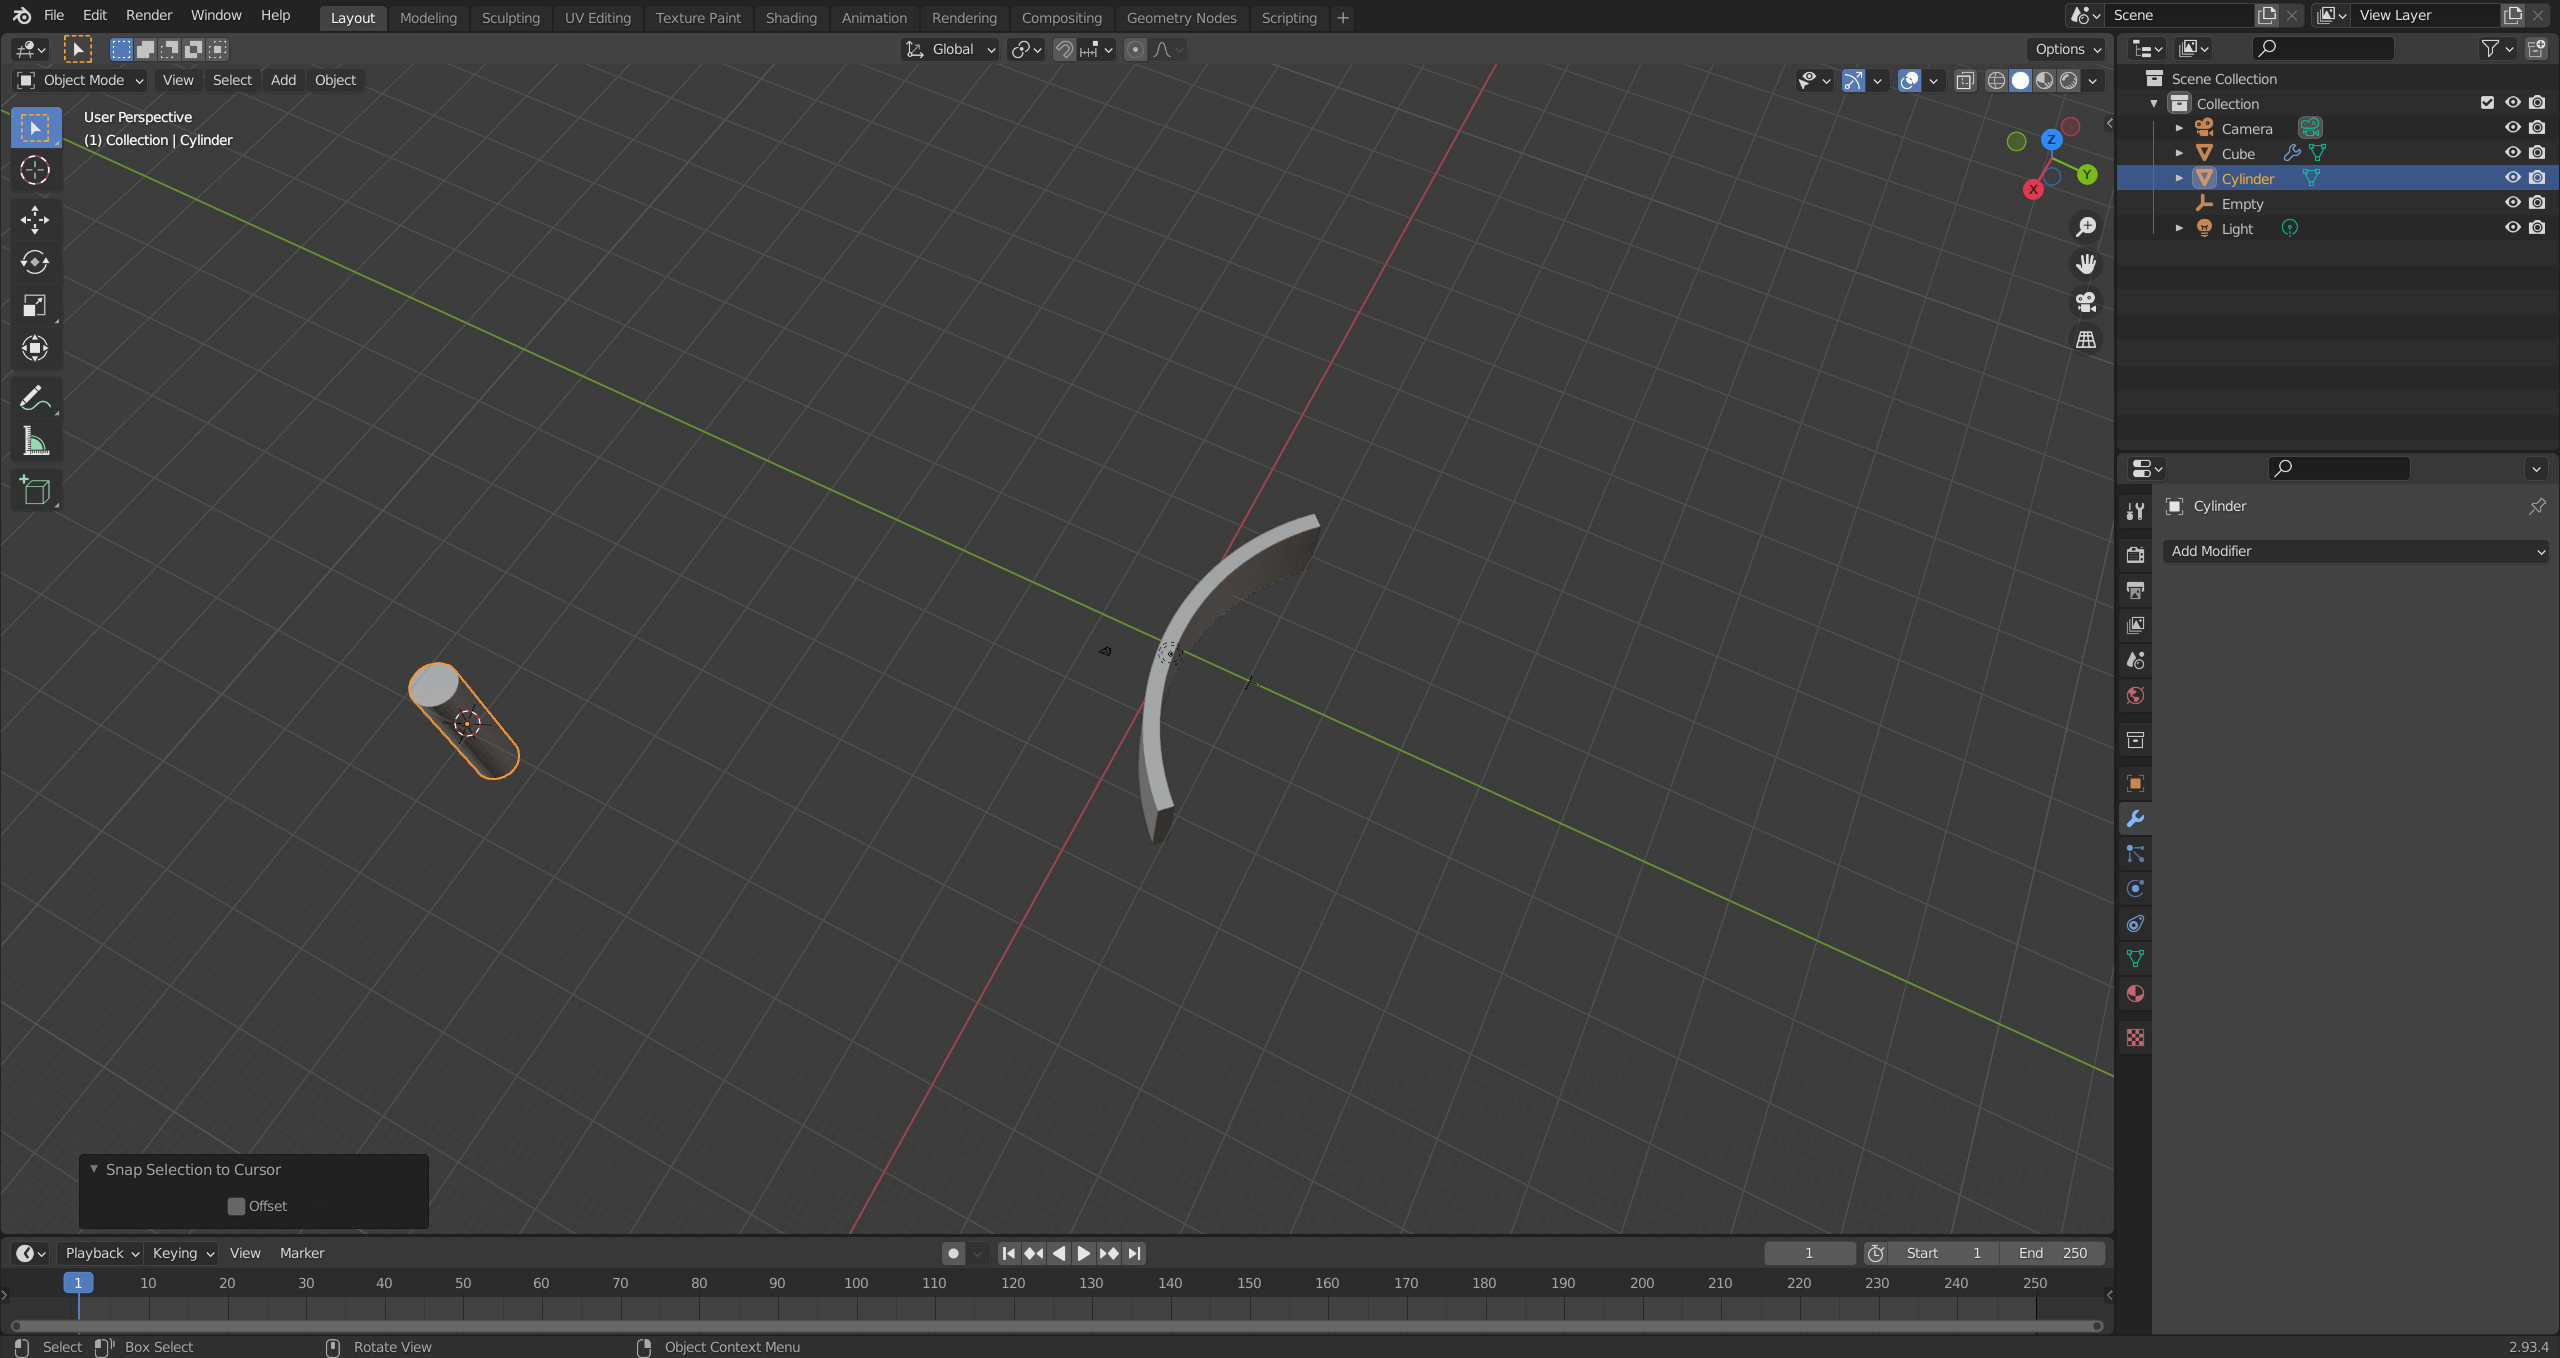 File Edit Render Window Help Layout Modeling Sculpting UV Editing Texture Paint Shading Animation Rendering Compositing Geometry Nodes Scripting + Scene View Layer
Global Options
Object Mode View Select Add Object
User Perspective
(1) Collection | Cylinder
Z
Y
X
Scene Collection
Collection
Camera
Cube
Cylinder
Empty
Light
Cylinder
Add Modifier
Snap Selection to Cursor
Offset
Playback Keying View Marker 1 Start 1 End 250
1 10 20 30 40 50 60 70 80 90 100 110 120 130 140 150 160 170 180 190 200 210 220 230 240 250
Select Box Select Rotate View Object Context Menu 2.93.4